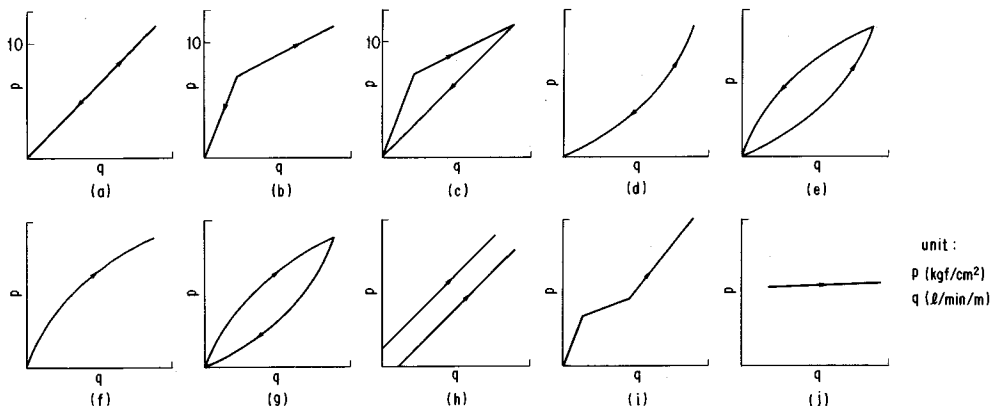 10
p
q
(a)
10
p
q
(b)
10
p
q
(c)
p
q
(d)
p
q
(e)
p
q
(f)
p
q
(g)
p
q
(h)
p
q
(i)
p
q
(j)
unit :
p (kgf/cm²)
q (ℓ/min/m)